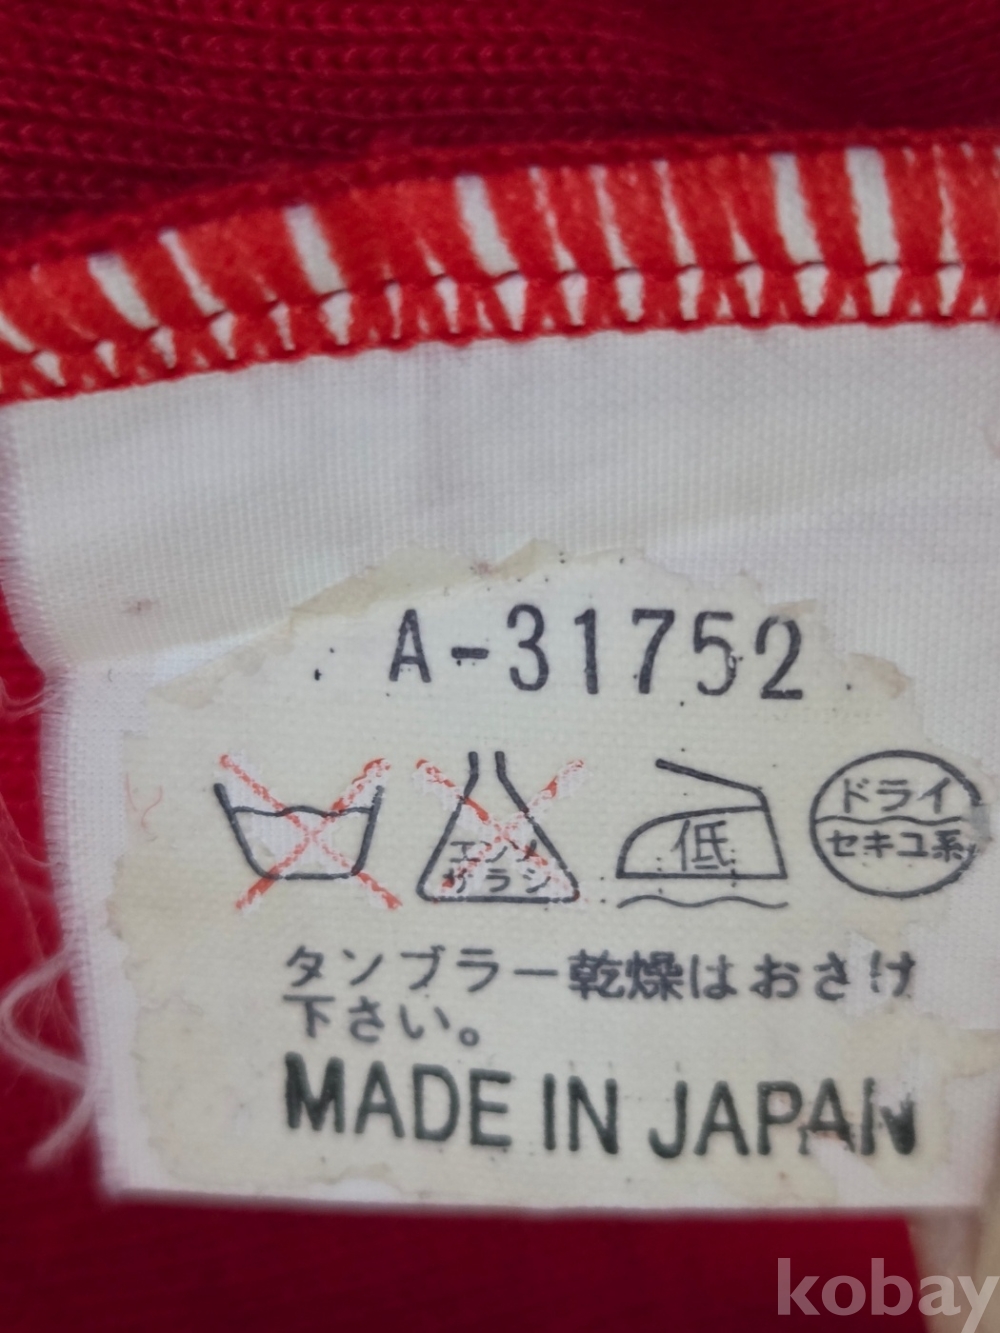 A-31752
エンソ
サラシ
低
ドライ
セキユ系
タンブラー乾燥はおさけ
下さい。
MADE IN JAPAN
kobay